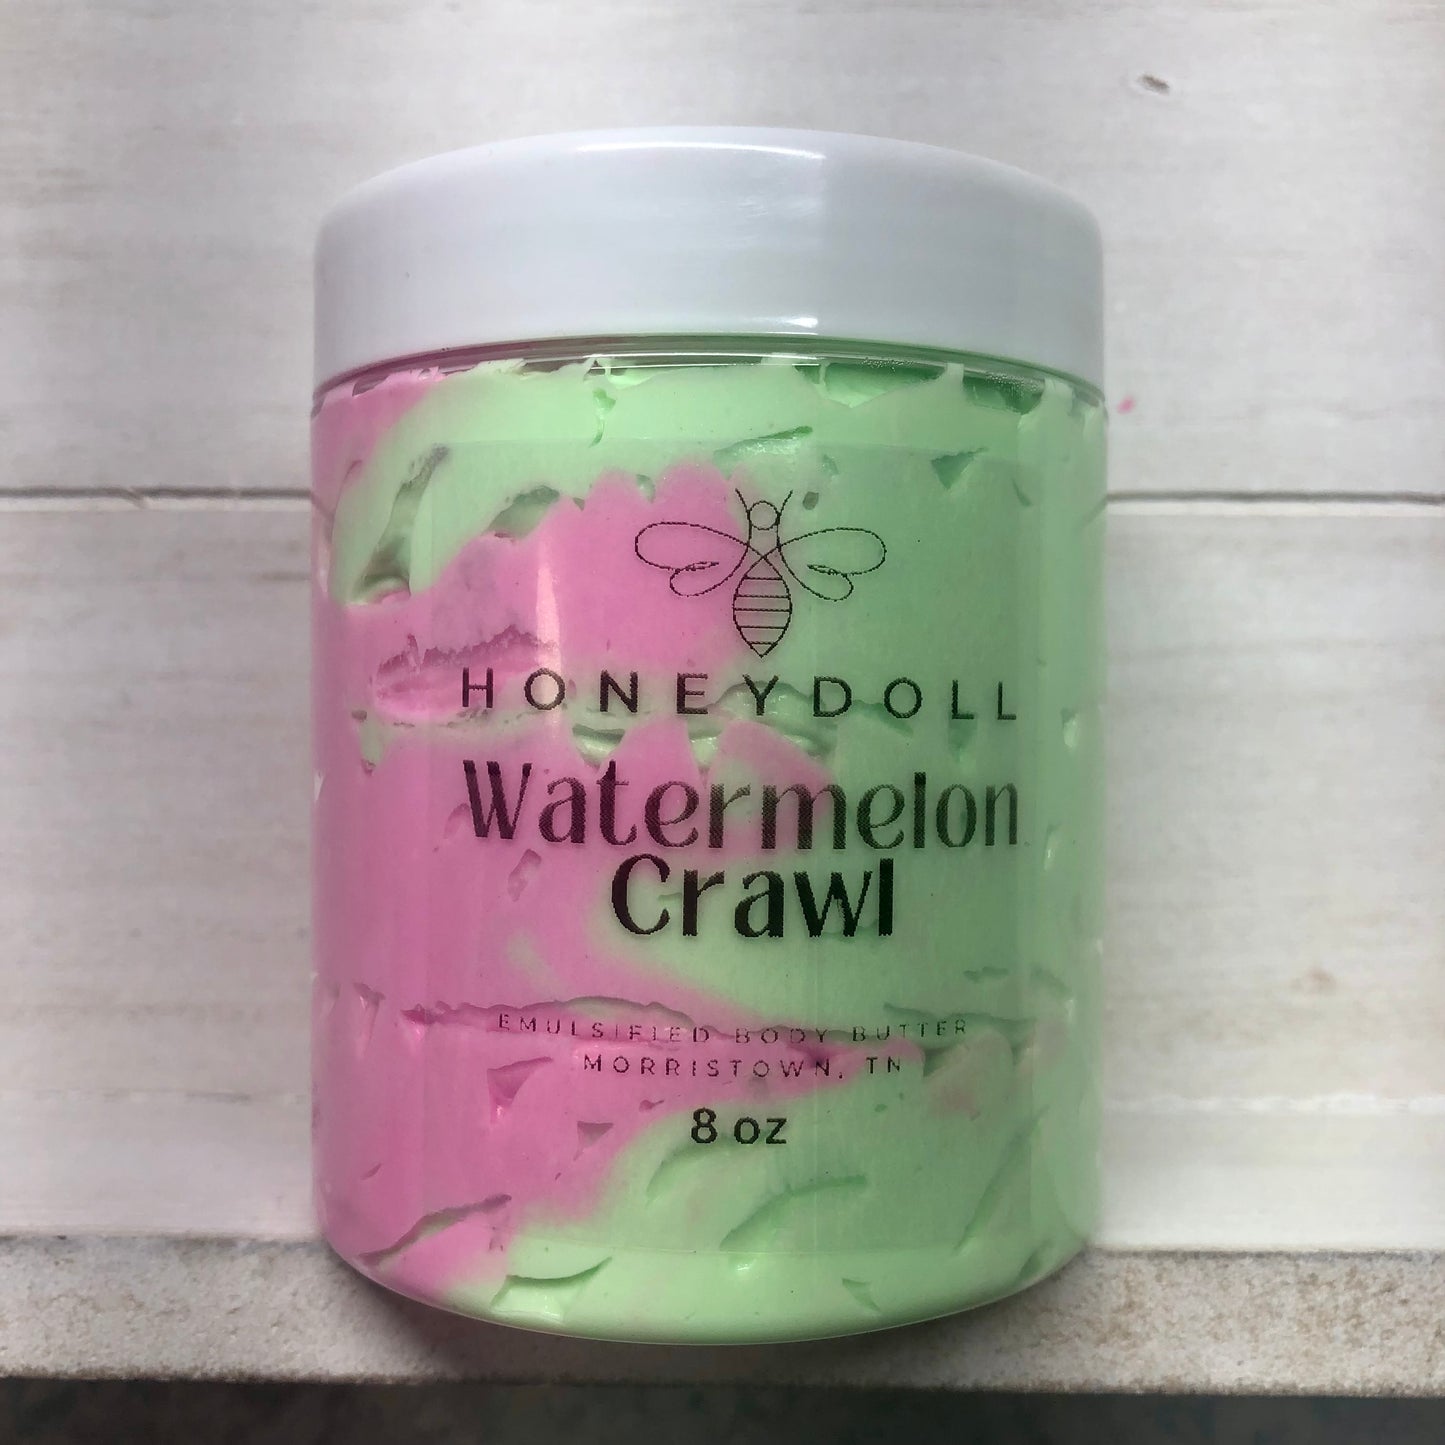 HONEYDOLL
Watermelon
Crawl
EMULSIFIED BODY BUTTER
MORRISTOWN, TN
8 oz